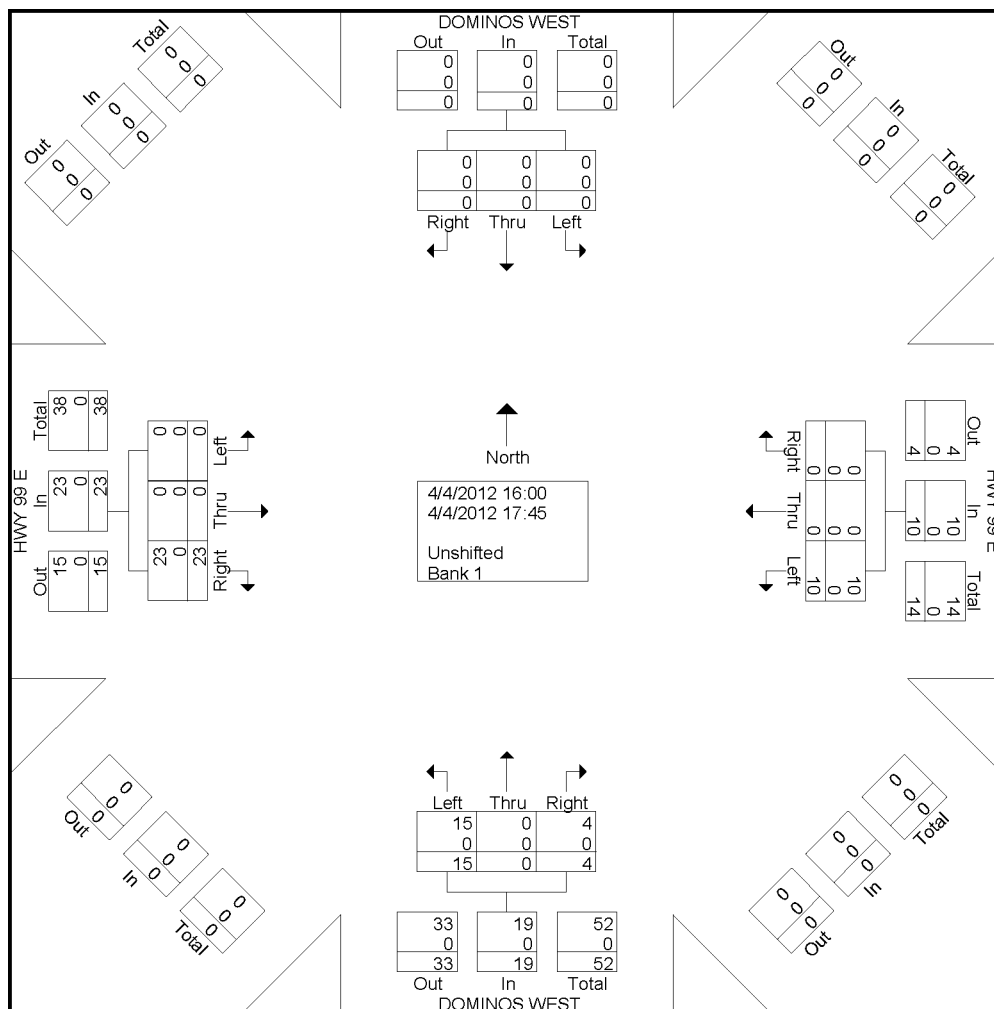 DOMINOS WEST
Out In Total
0 0 0
0 0 0
0 0 0
0 0 0
0 0 0
0 0 0
Right Thru Left
Total
0
0
0
In
0
0
0
Out
0
0
0
Out
0
0
0
In
0
0
0
Total
0
0
0
HWY 99 E
Total
38 0 38
In
23 0 23
Out
15 0 15
0 0 0
Left
0 0 0
Thru
23 0 23
Right
North
4/4/2012 16:00
4/4/2012 17:45
Unshifted
Bank 1
Right
0 0 0
Thru
0 0 0
Left
10 0 10
Out
4 0 4
In
10 0 10
Total
14 0 14
HWY 99 E
Out
0
0
0
In
0
0
0
Total
0
0
0
Left Thru Right
15 0 4
0 0 0
15 0 4
33 19 52
0 0 0
33 19 52
Out In Total
DOMINOS WEST
Total
0
0
0
In
0
0
0
Out
0
0
0